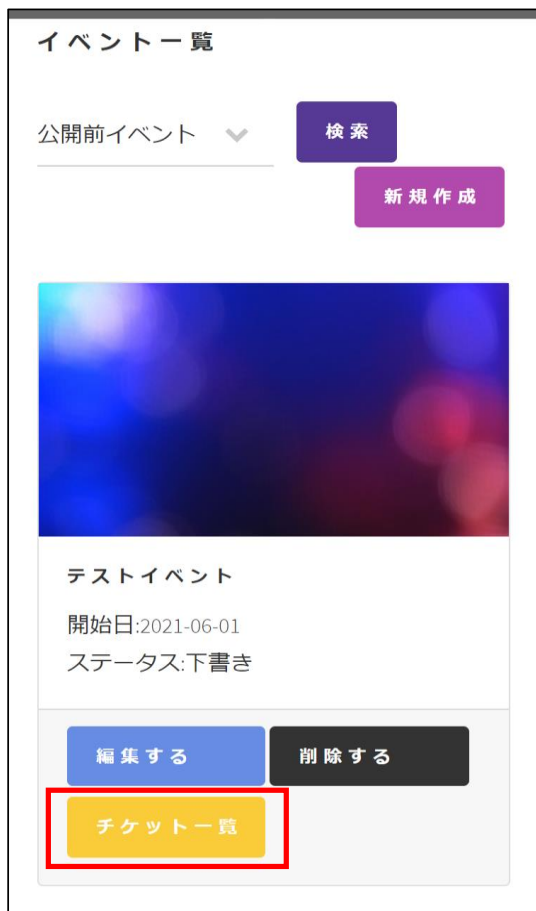 イベント一覧
公開前イベント
検索
新規作成
テストイベント
開始日:2021-06-01
ステータス:下書き
編集する
削除する
チケット一覧